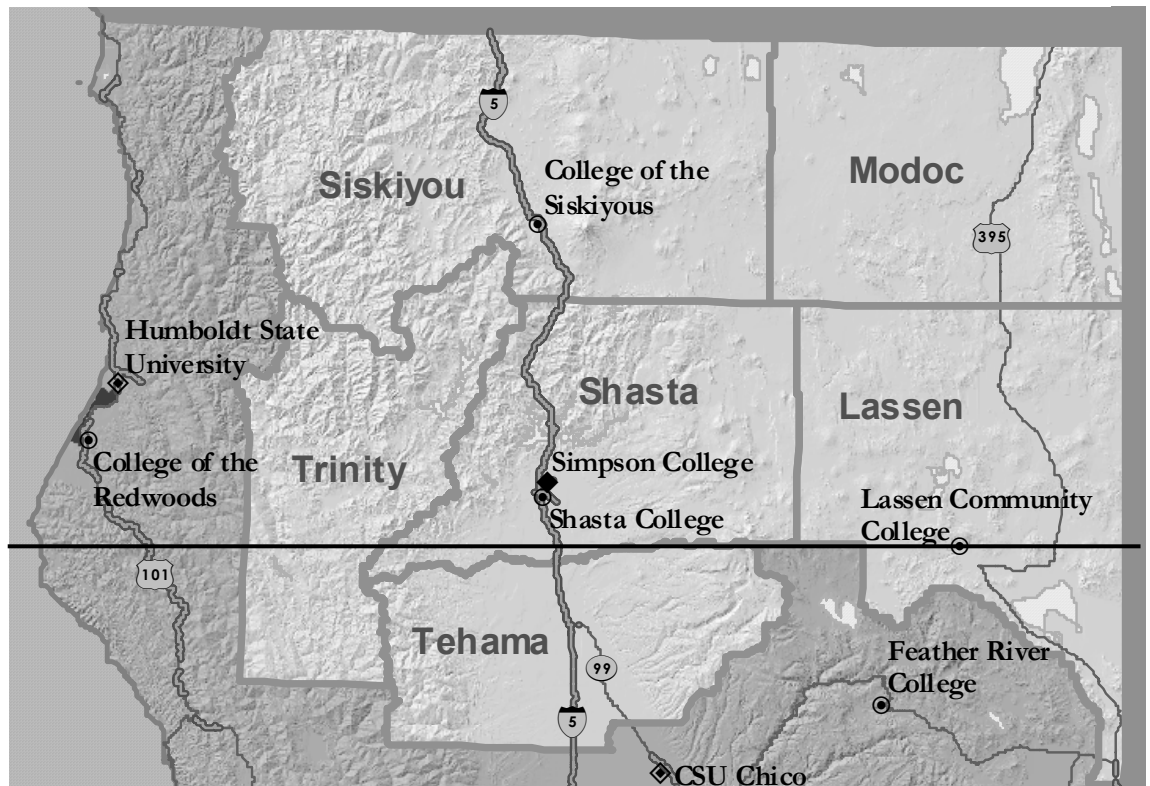 5
College of the
Siskiyous
Siskiyou
Modoc
395
Humboldt State
University
Shasta
Lassen
College of the
Redwoods
Trinity
Simpson College
Shasta College
Lassen Community
College
101
Tehama
99
Feather River
College
5
CSU Chico